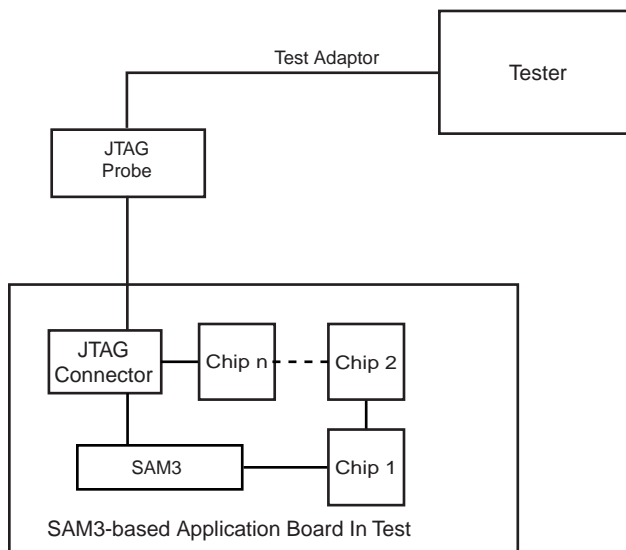 Test Adaptor
Tester
JTAG
Probe
JTAG
Connector
Chip n
Chip 2
SAM3
Chip 1
SAM3-based Application Board In Test